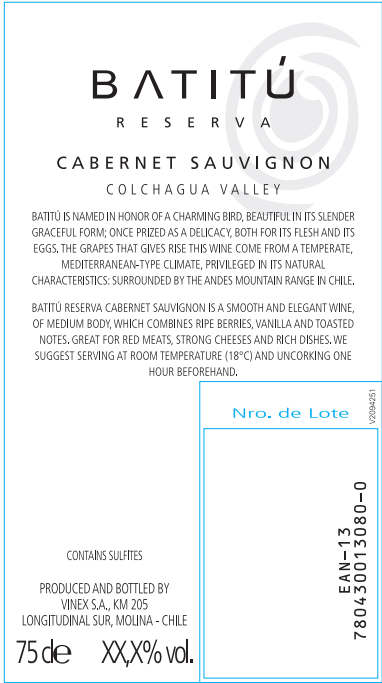 BATITÚ
RESERVA
CABERNET SAUVIGNON
COLCHAGUA VALLEY
BATITÚ IS NAMED IN HONOR OF A CHARMING BIRD, BEAUTIFUL IN ITS SLENDER
GRACEFUL FORM; ONCE PRIZED AS A DELICACY, BOTH FOR ITS FLESH AND ITS
EGGS. THE GRAPES THAT GIVES RISE THIS WINE COME FROM A TEMPERATE,
MEDITERRANEAN-TYPE CLIMATE, PRIVILEGED IN ITS NATURAL
CHARACTERISTICS: SURROUNDED BY THE ANDES MOUNTAIN RANGE IN CHILE.
BATITÚ RESERVA CABERNET SAUVIGNON IS A SMOOTH AND ELEGANT WINE,
OF MEDIUM BODY, WHICH COMBINES RIPE BERRIES, VANILLA AND TOASTED
NOTES. GREAT FOR RED MEATS, STRONG CHEESES AND RICH DISHES. WE
SUGGEST SERVING AT ROOM TEMPERATURE (18°C) AND UNCORKING ONE
HOUR BEFOREHAND.
Nro. de Lote
V2094251
EAN-13
780430013080-0
CONTAINS SULFITES
PRODUCED AND BOTTLED BY
VINEX S.A., KM 205
LONGITUDINAL SUR, MOLINA - CHILE
75 cl e XX,X% vol.